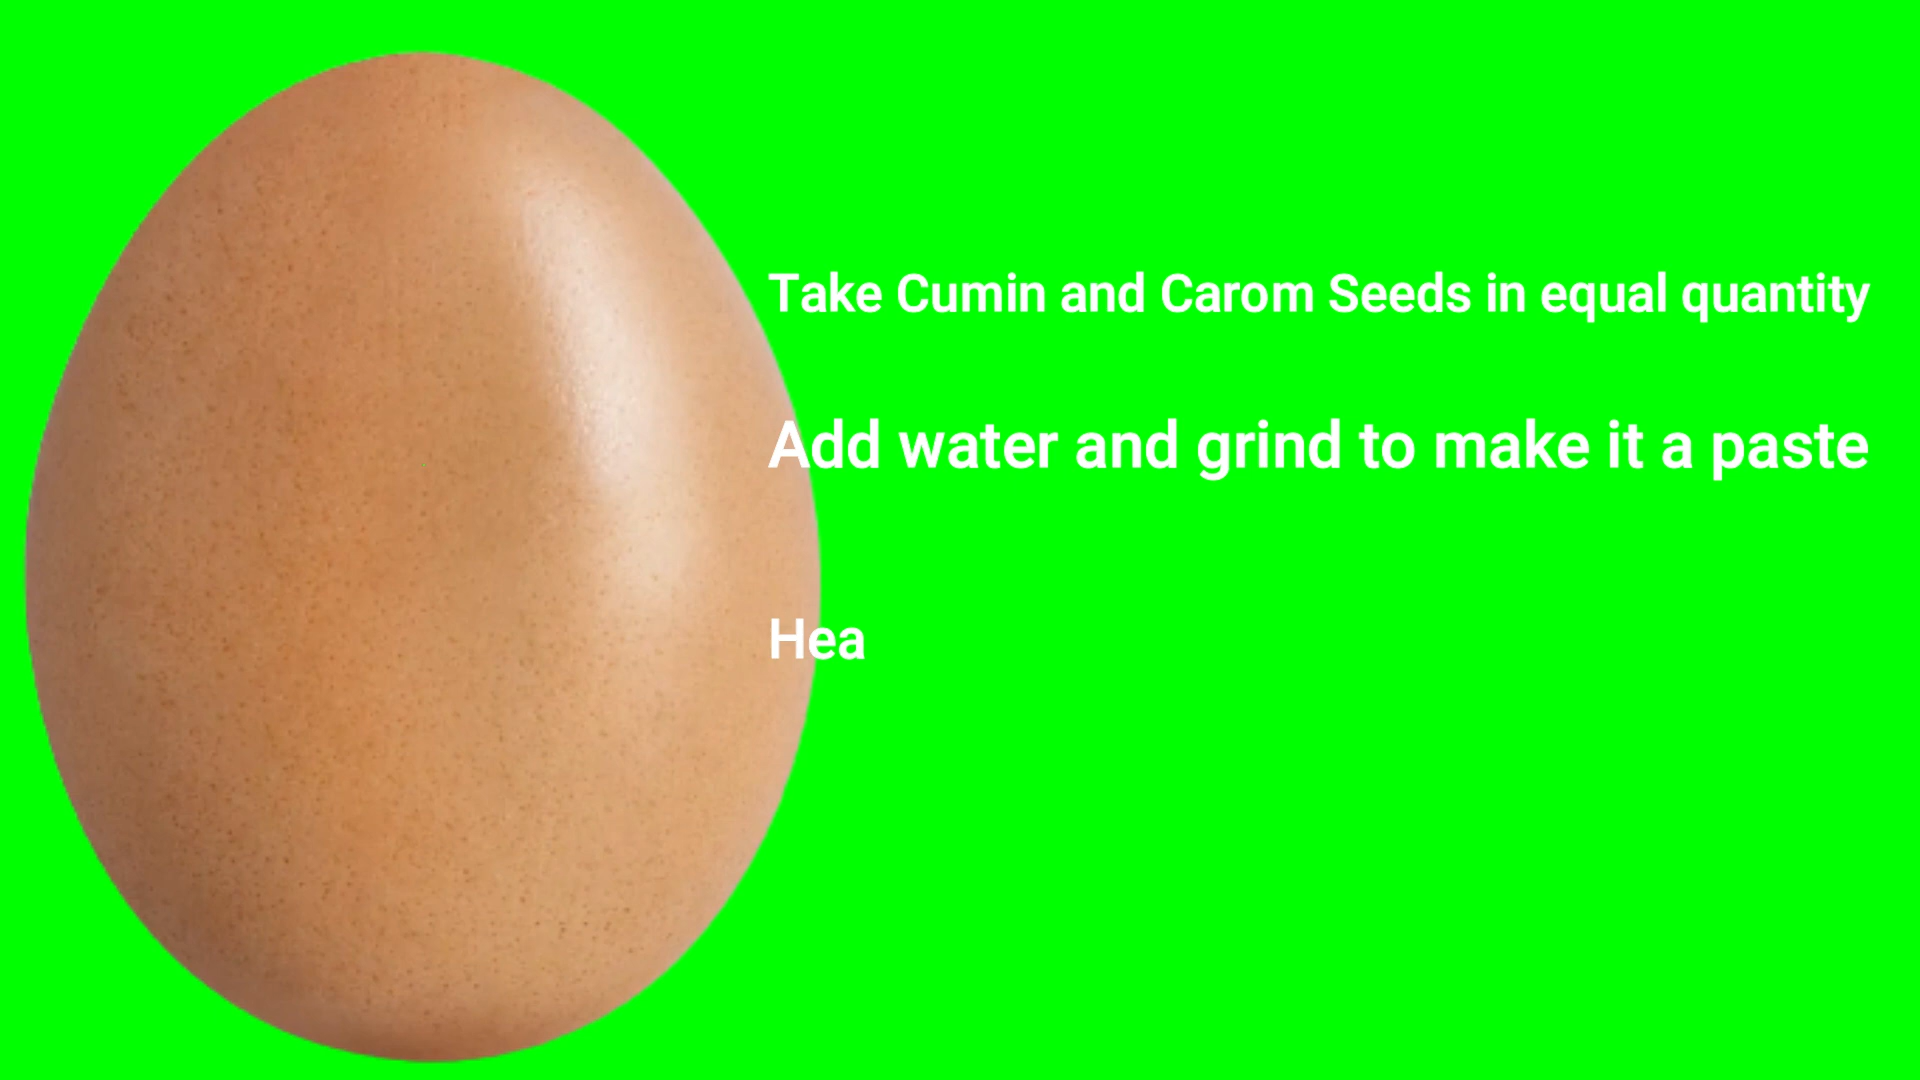 Take Cumin and Carom Seeds in equal quantity
Add water and grind to make it a paste
Hea